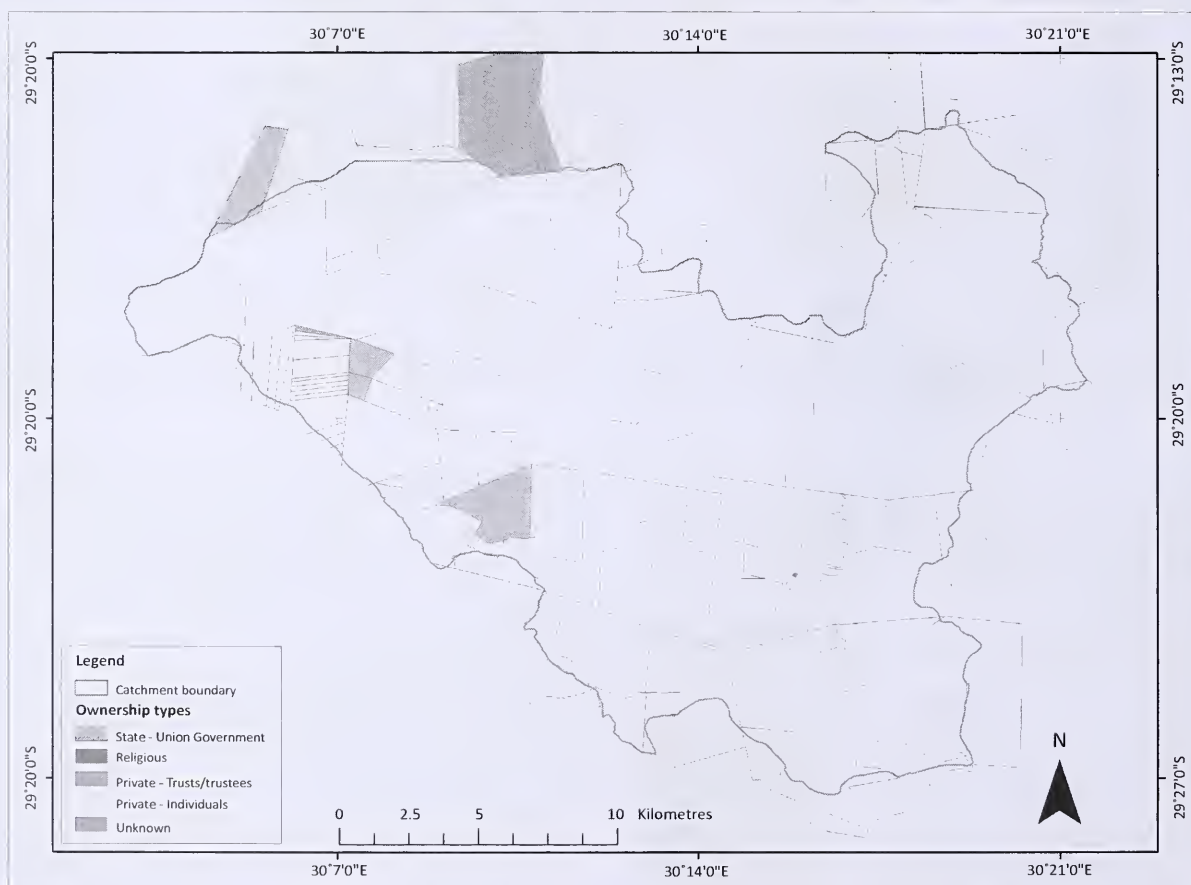 30°7'0"E 30°14'0"E 30°21'0"E
29°20'0"S
29°13'0"S
29°20'0"S
29°20'0"S
29°20'0"S
29°27'0"S
Legend
Catchment boundary
Ownership types
State - Union Government
Religious
Private - Trusts/trustees
Private - Individuals
Unknown
0 2.5 5 10 Kilometres
N
30°7'0"E 30°14'0"E 30°21'0"E